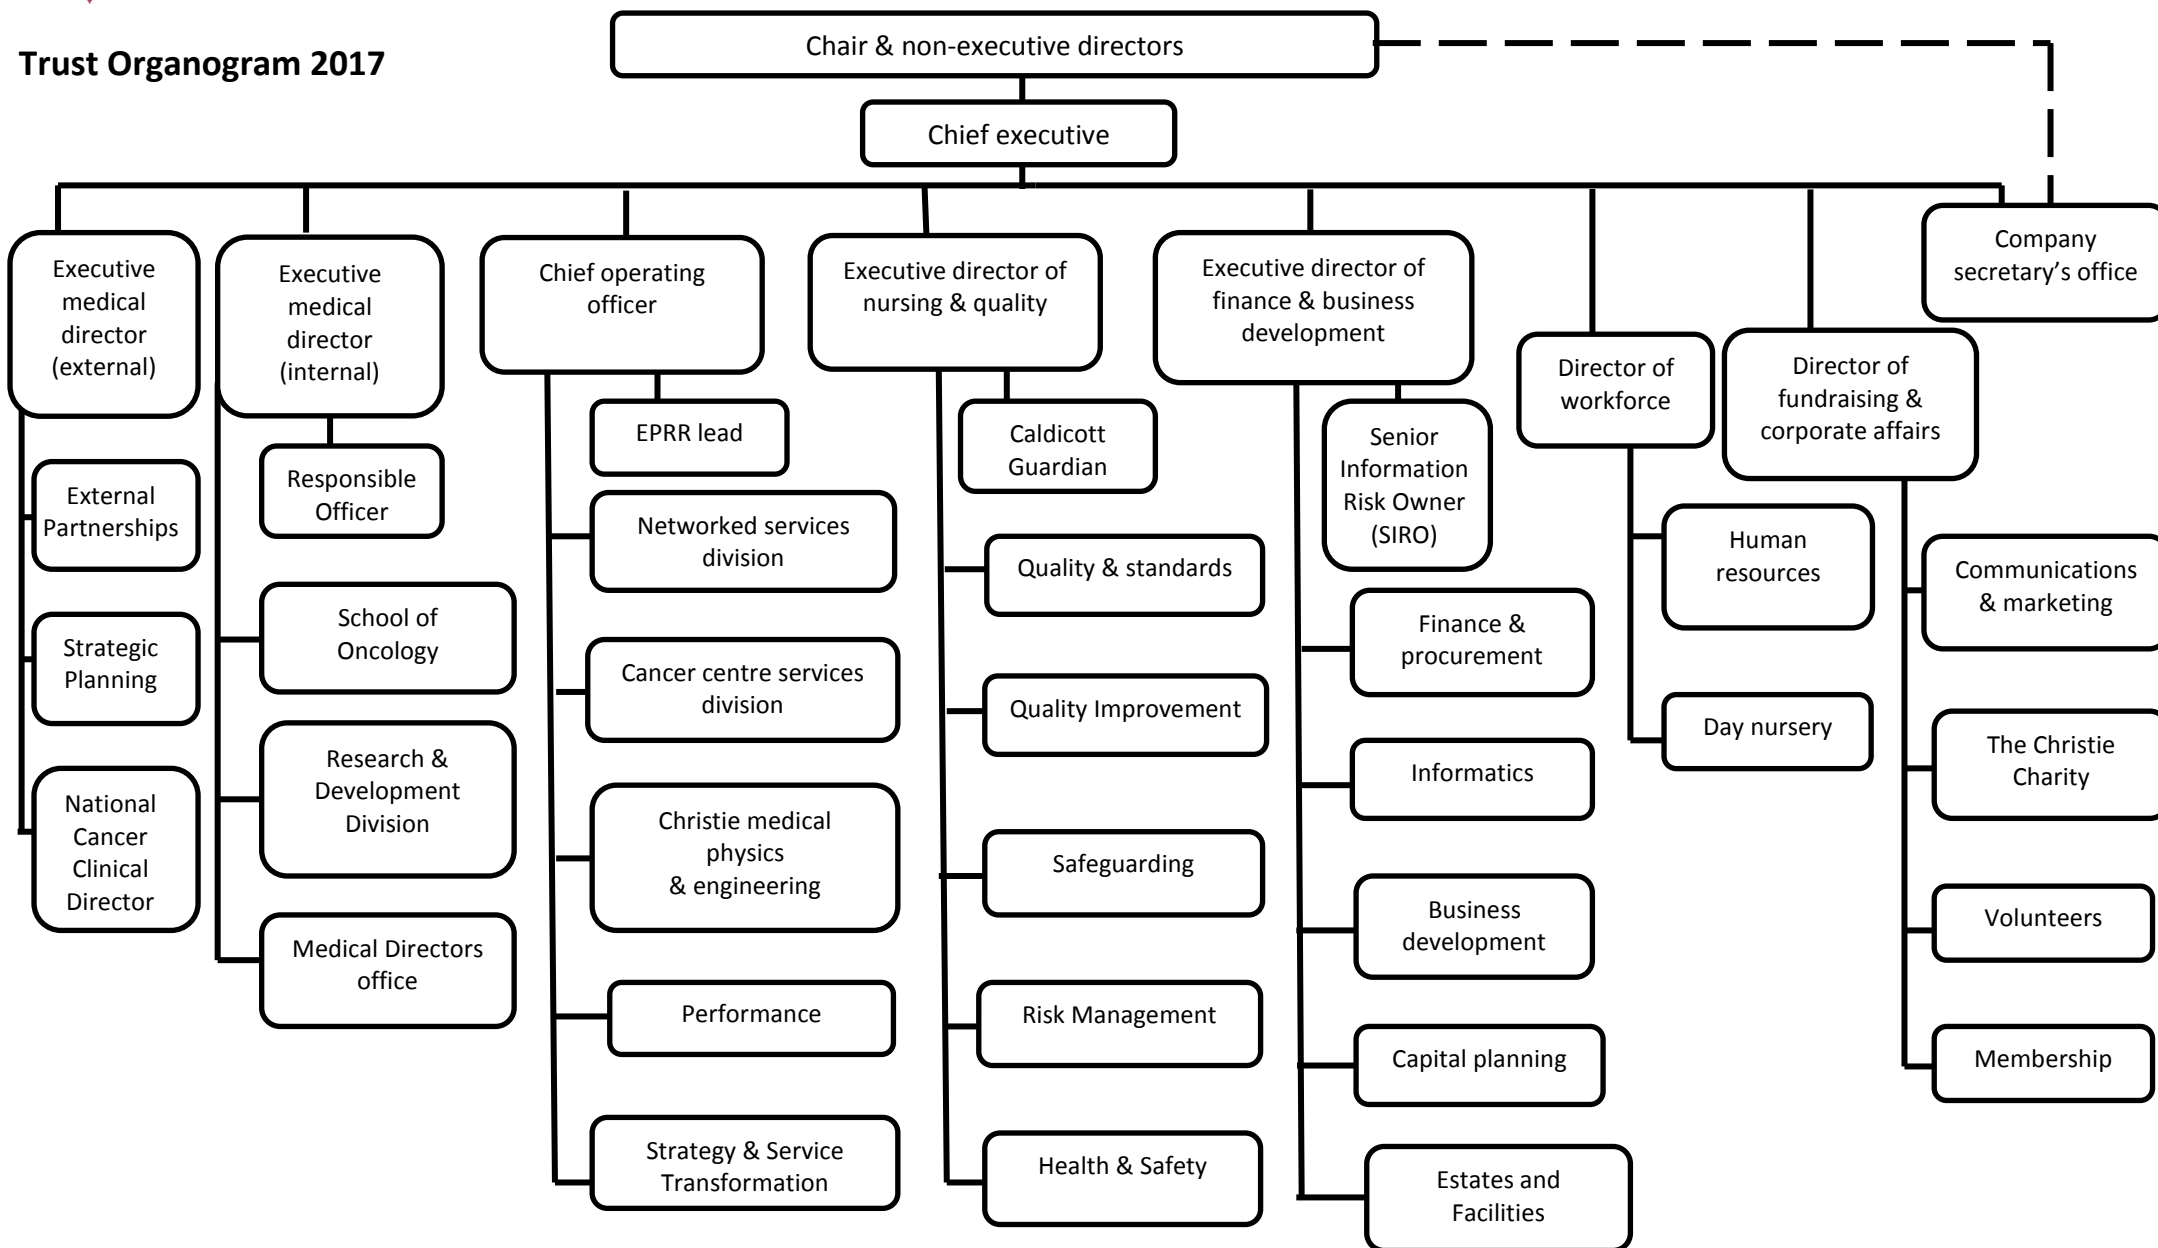 Trust Organogram 2017
Chair & non-executive directors
Chief executive
Executive
medical
director
(external)
External
Partnerships
Strategic
Planning
National
Cancer
Clinical
Director
Executive
medical
director
(internal)
Responsible
Officer
School of
Oncology
Research &
Development
Division
Medical Directors
office
Chief operating
officer
EPRR lead
Networked services
division
Cancer centre services
division
Christie medical
physics
& engineering
Performance
Strategy & Service
Transformation
Executive director of
nursing & quality
Caldicott
Guardian
Quality & standards
Quality Improvement
Safeguarding
Risk Management
Health & Safety
Executive director of
finance & business
development
Senior
Information
Risk Owner
(SIRO)
Finance &
procurement
Informatics
Business
development
Capital planning
Estates and
Facilities
Director of
workforce
Human
resources
Day nursery
Director of
fundraising &
corporate affairs
Communications
& marketing
The Christie
Charity
Volunteers
Membership
Company
secretary’s office